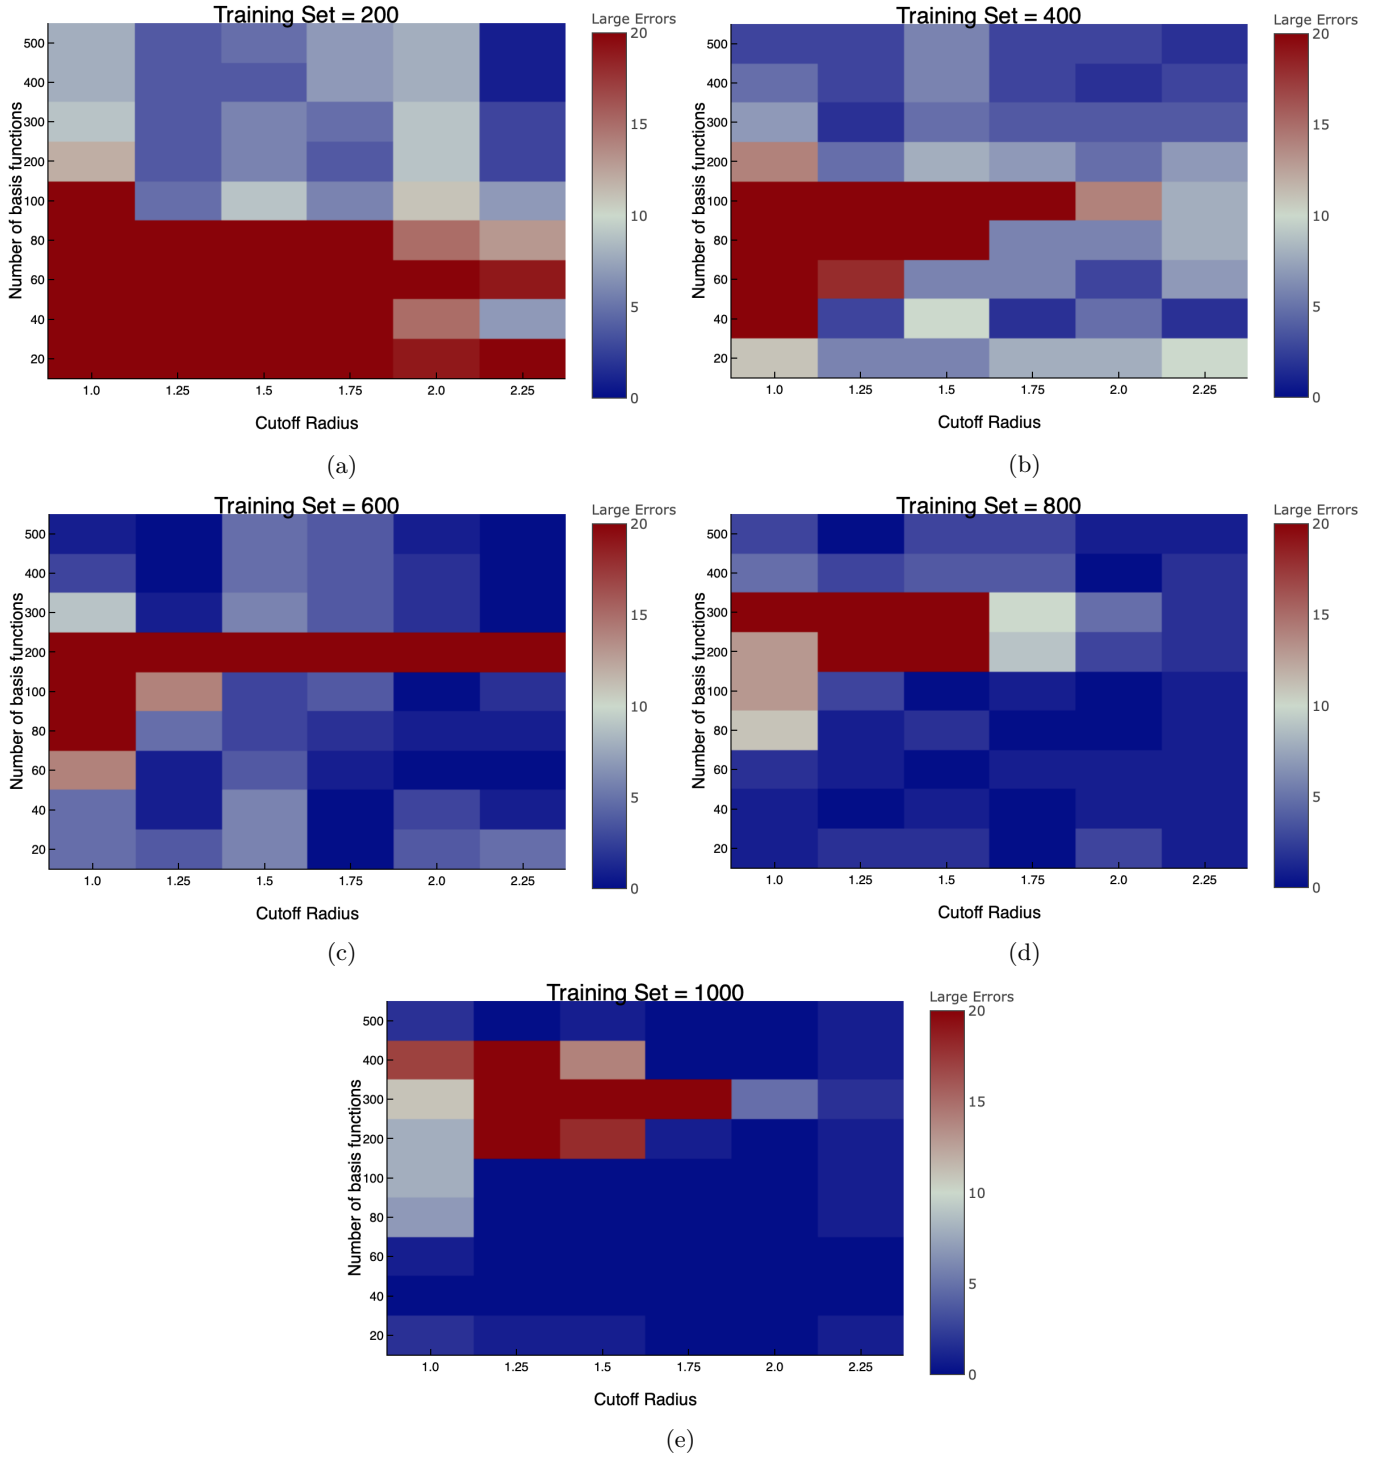 Training Set = 200
Large Errors
Number of basis functions
500
400
300
200
100
80
60
40
20
1.0 1.25 1.5 1.75 2.0 2.25
Cutoff Radius
20
15
10
5
0
(a)
Training Set = 400
Large Errors
Number of basis functions
500
400
300
200
100
80
60
40
20
1.0 1.25 1.5 1.75 2.0 2.25
Cutoff Radius
20
15
10
5
0
(b)
Training Set = 600
Large Errors
Number of basis functions
500
400
300
200
100
80
60
40
20
1.0 1.25 1.5 1.75 2.0 2.25
Cutoff Radius
20
15
10
5
0
(c)
Training Set = 800
Large Errors
Number of basis functions
500
400
300
200
100
80
60
40
20
1.0 1.25 1.5 1.75 2.0 2.25
Cutoff Radius
20
15
10
5
0
(d)
Training Set = 1000
Large Errors
Number of basis functions
500
400
300
200
100
80
60
40
20
1.0 1.25 1.5 1.75 2.0 2.25
Cutoff Radius
20
15
10
5
0
(e)